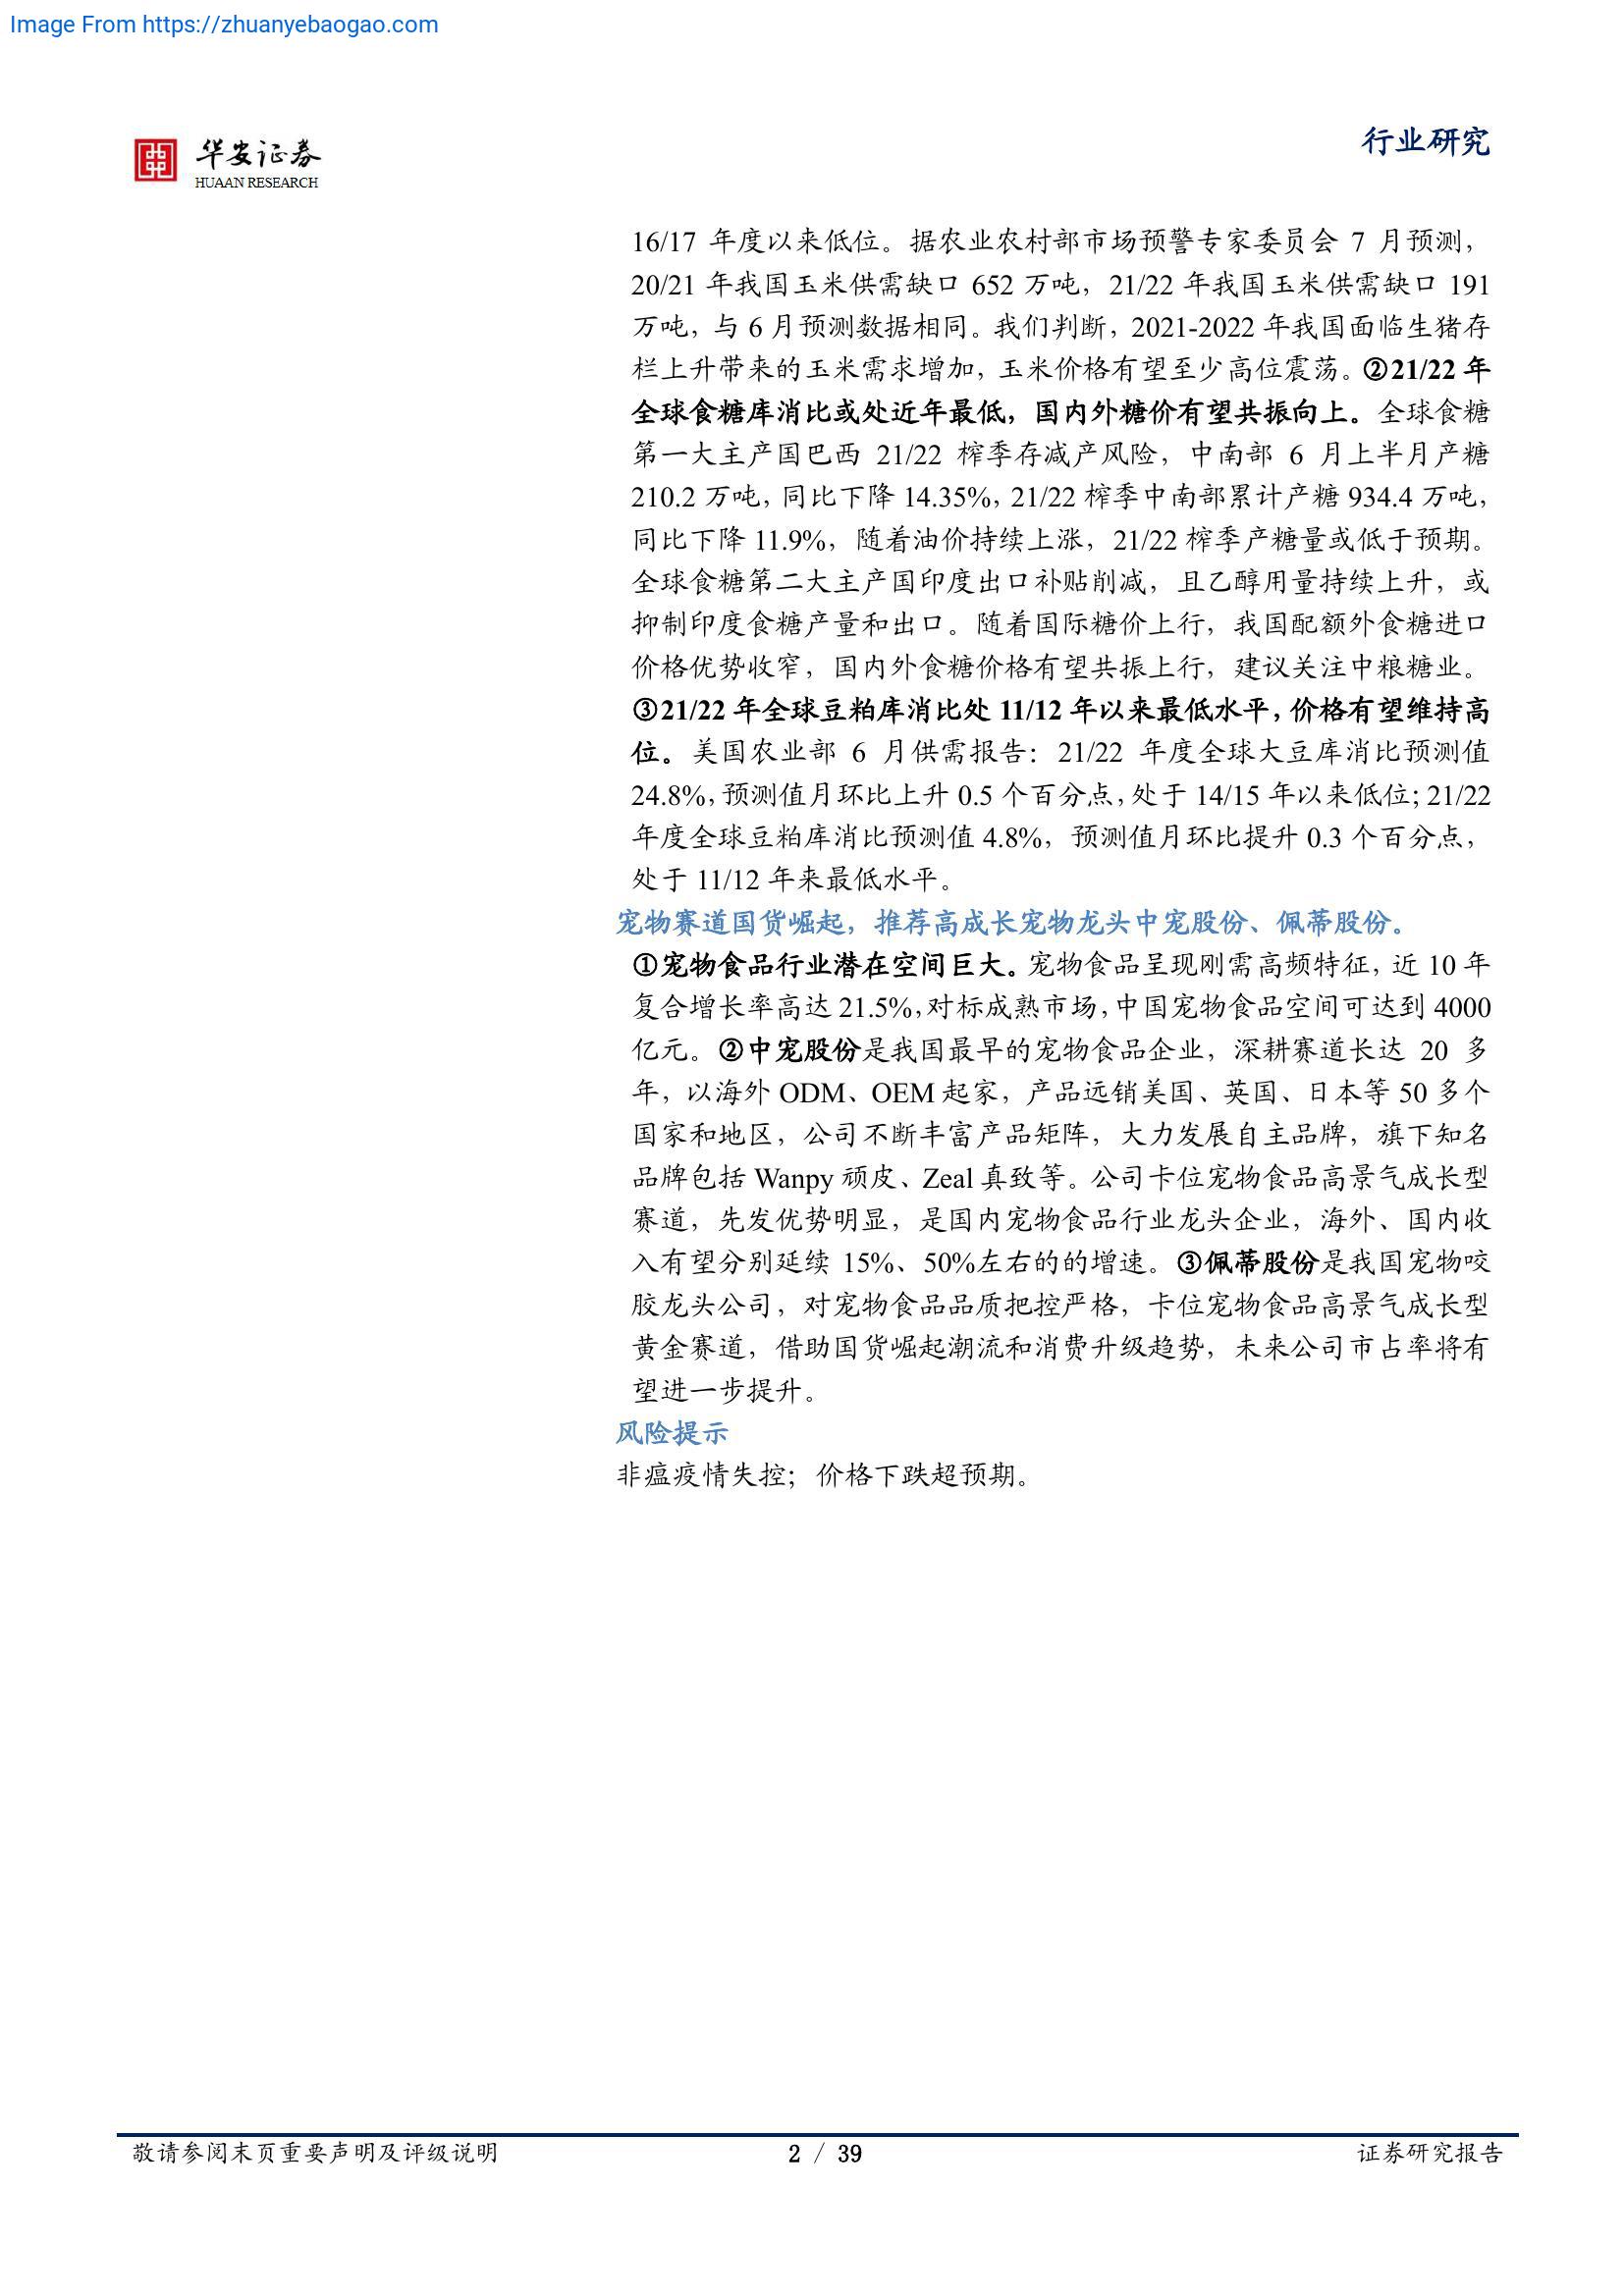 Image From https://zhuanyebaogao.com
华安证券
HUAAN RESEARCH
行业研究
16/17 年度以来低位。据农业农村部市场预警专家委员会 7 月预测，
20/21 年我国玉米供需缺口 652 万吨，21/22 年我国玉米供需缺口 191
万吨，与 6 月预测数据相同。我们判断，2021-2022 年我国面临生猪存
栏上升带来的玉米需求增加，玉米价格有望至少高位震荡。②21/22 年
全球食糖库消比或处近年最低，国内外糖价有望共振向上。全球食糖
第一大主产国巴西 21/22 榨季存减产风险，中南部 6 月上半月产糖
210.2 万吨，同比下降 14.35%，21/22 榨季中南部累计产糖 934.4 万吨，
同比下降 11.9%，随着油价持续上涨，21/22 榨季产糖量或低于预期。
全球食糖第二大主产国印度出口补贴削减，且乙醇用量持续上升，或
抑制印度食糖产量和出口。随着国际糖价上行，我国配额外食糖进口
价格优势收窄，国内外食糖价格有望共振上行，建议关注中粮糖业。
③21/22 年全球豆粕库消比处 11/12 年以来最低水平，价格有望维持高
位。美国农业部 6 月供需报告：21/22 年度全球大豆库消比预测值
24.8%，预测值月环比上升 0.5 个百分点，处于 14/15 年以来低位；21/22
年度全球豆粕库消比预测值 4.8%，预测值月环比提升 0.3 个百分点，
处于 11/12 年来最低水平。
宠物赛道国货崛起，推荐高成长宠物龙头中宠股份、佩蒂股份。
①宠物食品行业潜在空间巨大。宠物食品呈现刚需高频特征，近 10 年
复合增长率高达 21.5%，对标成熟市场，中国宠物食品空间可达到 4000
亿元。②中宠股份是我国最早的宠物食品企业，深耕赛道长达 20 多
年，以海外 ODM、OEM 起家，产品远销美国、英国、日本等 50 多个
国家和地区，公司不断丰富产品矩阵，大力发展自主品牌，旗下知名
品牌包括 Wanpy 顽皮、Zeal 真致等。公司卡位宠物食品高景气成长型
赛道，先发优势明显，是国内宠物食品行业龙头企业，海外、国内收
入有望分别延续 15%、50%左右的的增速。③佩蒂股份是我国宠物咬
胶龙头公司，对宠物食品品质把控严格，卡位宠物食品高景气成长型
黄金赛道，借助国货崛起潮流和消费升级趋势，未来公司市占率将有
望进一步提升。
风险提示
非瘟疫情失控；价格下跌超预期。
敬请参阅末页重要声明及评级说明
2 / 39
证券研究报告